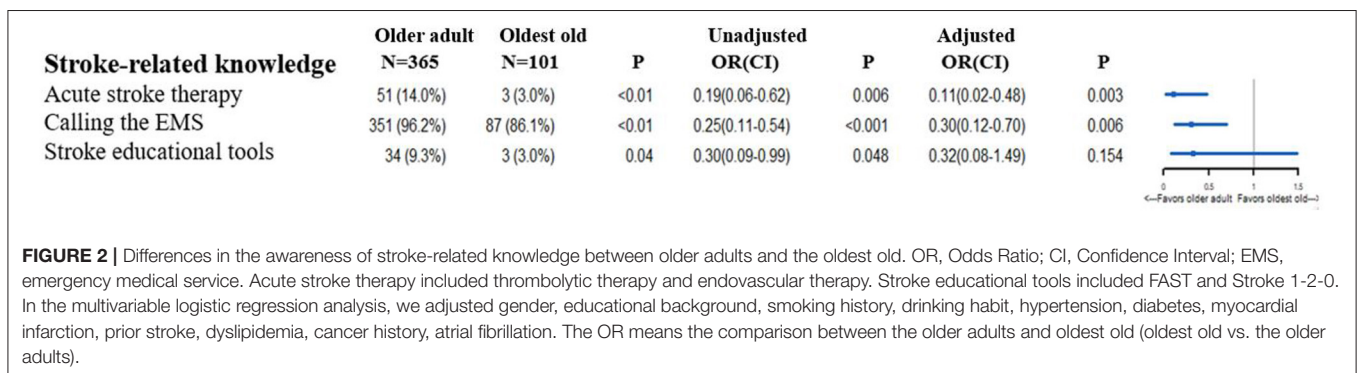 Older adult Oldest old Unadjusted Adjusted
Stroke-related knowledge N=365 N=101 P OR(CI) P OR(CI) P
Acute stroke therapy 51 (14.0%) 3 (3.0%) <0.01 0.19(0.06-0.62) 0.006 0.11(0.02-0.48) 0.003
Calling the EMS 351 (96.2%) 87 (86.1%) <0.01 0.25(0.11-0.54) <0.001 0.30(0.12-0.70) 0.006
Stroke educational tools 34 (9.3%) 3 (3.0%) 0.04 0.30(0.09-0.99) 0.048 0.32(0.08-1.49) 0.154
0 0.5 1 1.5
<---Favors older adult Favors oldest old--->
FIGURE 2 | Differences in the awareness of stroke-related knowledge between older adults and the oldest old. OR, Odds Ratio; CI, Confidence Interval; EMS,
emergency medical service. Acute stroke therapy included thrombolytic therapy and endovascular therapy. Stroke educational tools included FAST and Stroke 1-2-0.
In the multivariable logistic regression analysis, we adjusted gender, educational background, smoking history, drinking habit, hypertension, diabetes, myocardial
infarction, prior stroke, dyslipidemia, cancer history, atrial fibrillation. The OR means the comparison between the older adults and oldest old (oldest old vs. the older
adults).